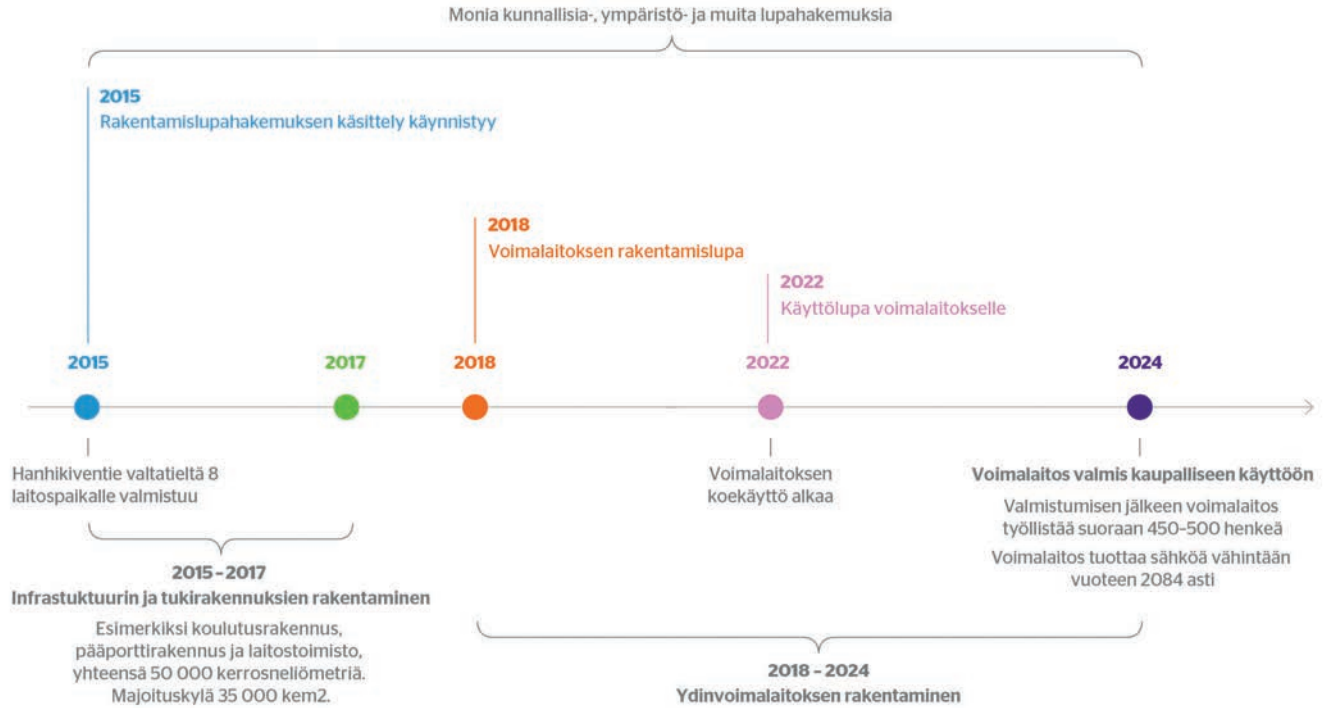 Monia kunnallisia-, ympäristö- ja muita lupahakemuksia
2015
Rakentamislupahakemuksen käsittely käynnistyy
2018
Voimalaitoksen rakentamislupa
2022
Käyttölupa voimalaitokselle
2015
2017
2018
2022
2024
Hanhikiventie valtatieltä 8
laitospaikalle valmistuu
Voimalaitoksen
koekäyttö alkaa
Voimalaitos valmis kaupalliseen käyttöön
Valmistumisen jälkeen voimalaitos
työllistää suoraan 450-500 henkeä
Voimalaitos tuottaa sähköä vähintään
vuoteen 2084 asti
2015 - 2017
Infrastuktuurin ja tukirakennuksien rakentaminen
Esimerkiksi koulutusrakennus,
pääporttirakennus ja laitostoimisto,
yhteensä 50 000 kerrosneliömetriä.
Majoituskylä 35 000 kem2.
2018 - 2024
Ydinvoimalaitoksen rakentaminen